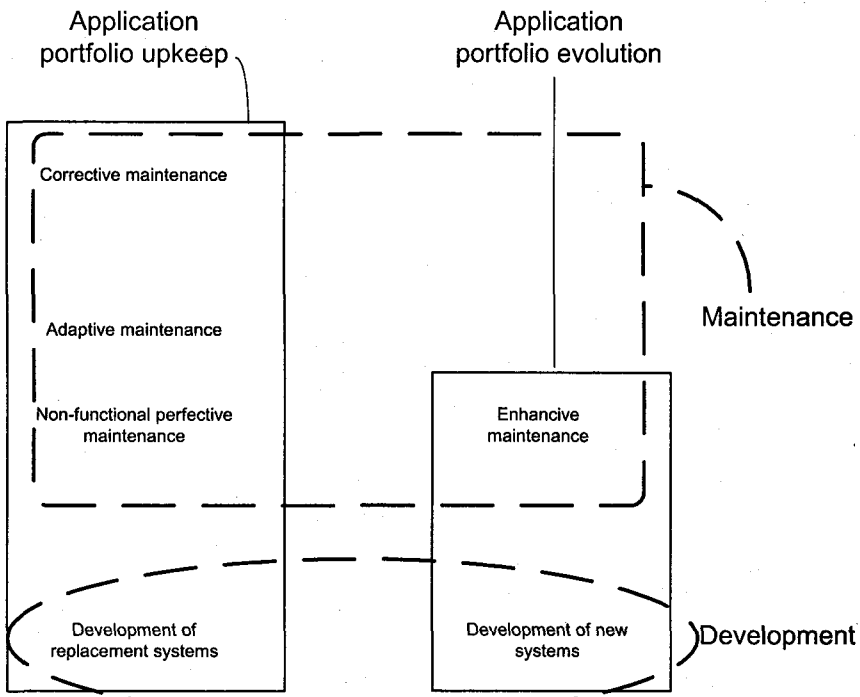 Application
portfolio upkeep
Application
portfolio evolution
Corrective maintenance
Maintenance
Adaptive maintenance
Non-functional perfective
maintenance
Enhancive
maintenance
Development of
replacement systems
Development of new
systems
Development